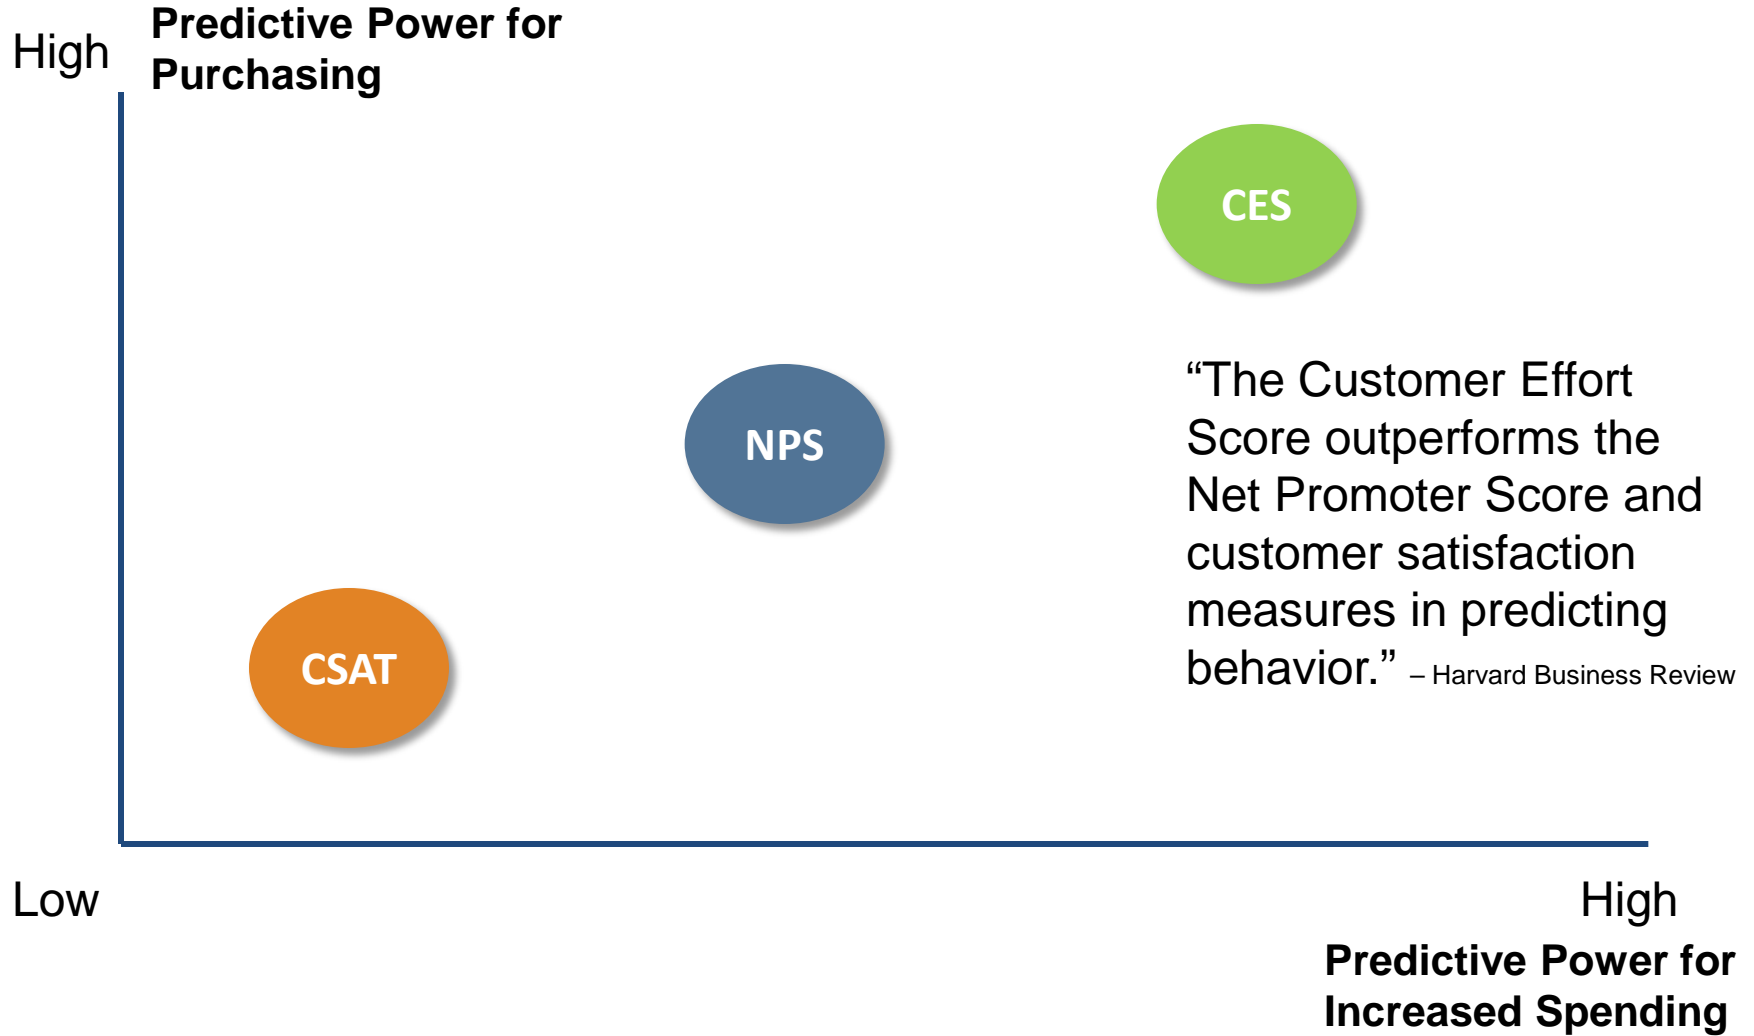 High
Predictive Power for
Purchasing
CES
NPS
CSAT
“The Customer Effort
Score outperforms the
Net Promoter Score and
customer satisfaction
measures in predicting
behavior.” – Harvard Business Review
Low
High
Predictive Power for
Increased Spending